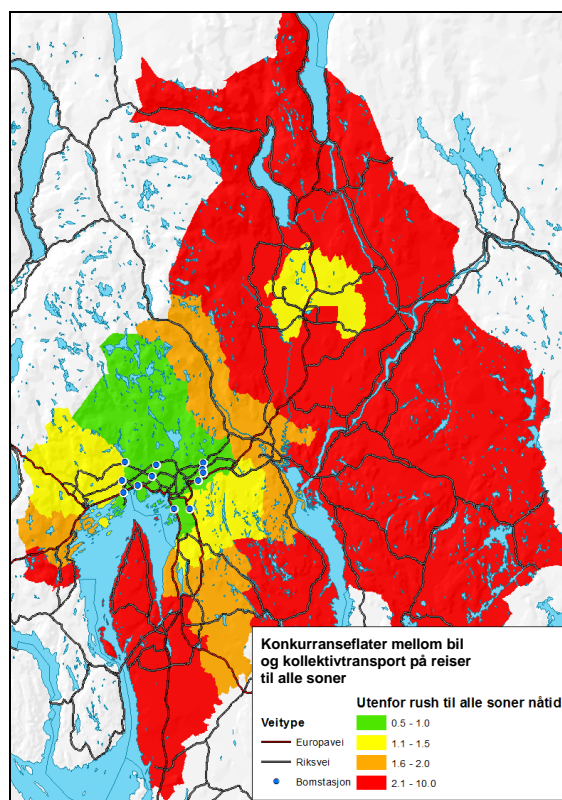 Konkurranseflater mellom bil
og kollektivtransport på reiser
til alle soner
Utenfor rush til alle soner nåtid
Veitype
Europavei
Riksvei
Bomstasjon
0.5 - 1.0
1.1 - 1.5
1.6 - 2.0
2.1 - 10.0